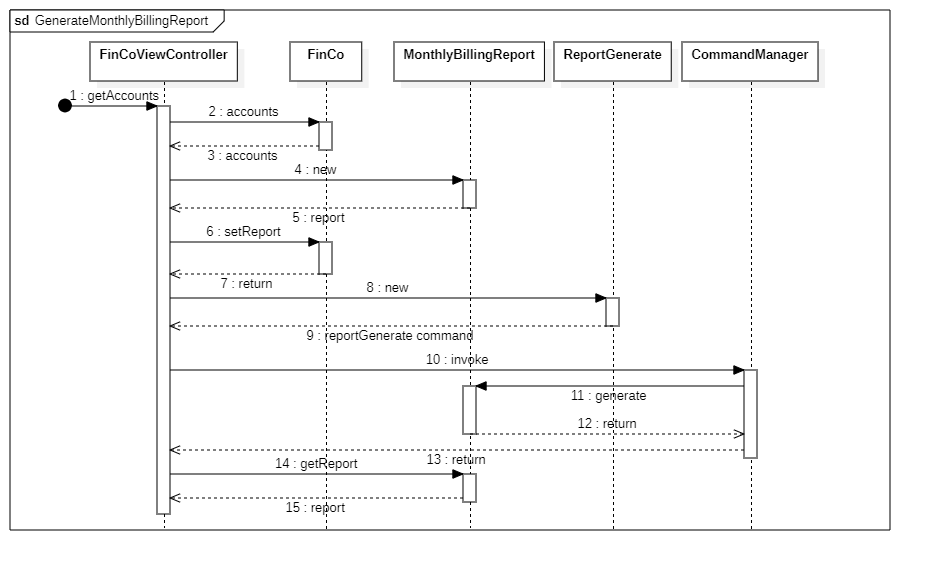 sd GenerateMonthlyBillingReport
FinCoViewController
FinCo
MonthlyBillingReport
ReportGenerate
CommandManager
1 : getAccounts
2 : accounts
3 : accounts
4 : new
5 : report
6 : setReport
7 : return
8 : new
9 : reportGenerate command
10 : invoke
11 : generate
12 : return
13 : return
14 : getReport
15 : report